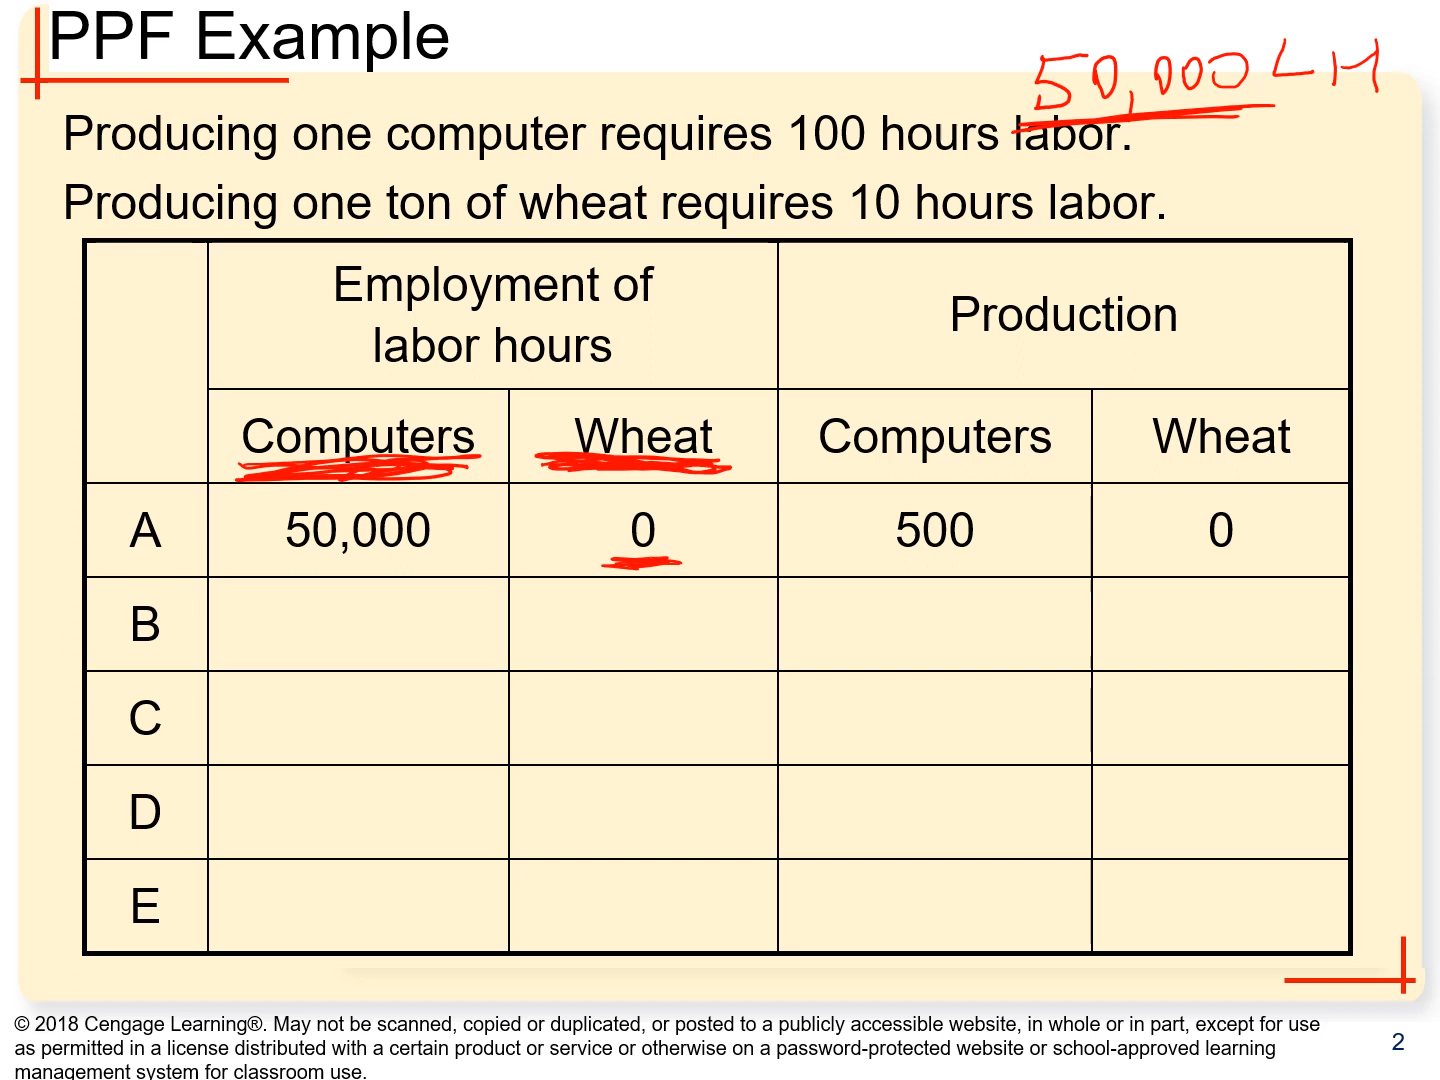 PPF Example
50,000 LH
Producing one computer requires 100 hours labor.
Producing one ton of wheat requires 10 hours labor.
Employment of
labor hours
Production
Computers Wheat Computers Wheat
A 50,000 0 500 0
B
C
D
E
© 2018 Cengage Learning®. May not be scanned, copied or duplicated, or posted to a publicly accessible website, in whole or in part, except for use
as permitted in a license distributed with a certain product or service or otherwise on a password-protected website or school-approved learning
management system for classroom use.
2